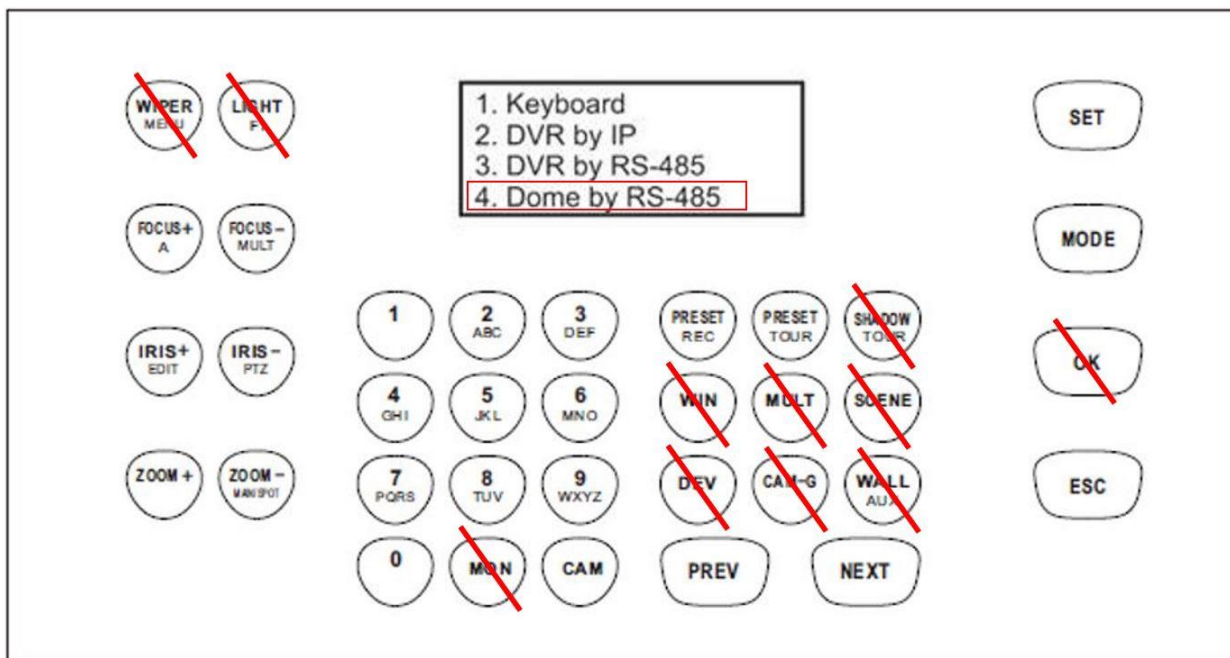 WIPER
MENU
LIGHT
F1
1. Keyboard
2. DVR by IP
3. DVR by RS-485
4. Dome by RS-485
SET
FOCUS+
A
FOCUS-
MULT
MODE
1
2
ABC
3
DEF
PRESET
REC
PRESET
TOUR
SHADOW
TOUR
IRIS+
EDIT
IRIS-
PTZ
OK
4
GHI
5
JKL
6
MNO
WIN
MULT
SCENE
ZOOM +
ZOOM -
MAIN/SPOT
7
PQRS
8
TUV
9
WXYZ
DEV
CAM-G
WALL
AUX
ESC
0
MON
CAM
PREV
NEXT